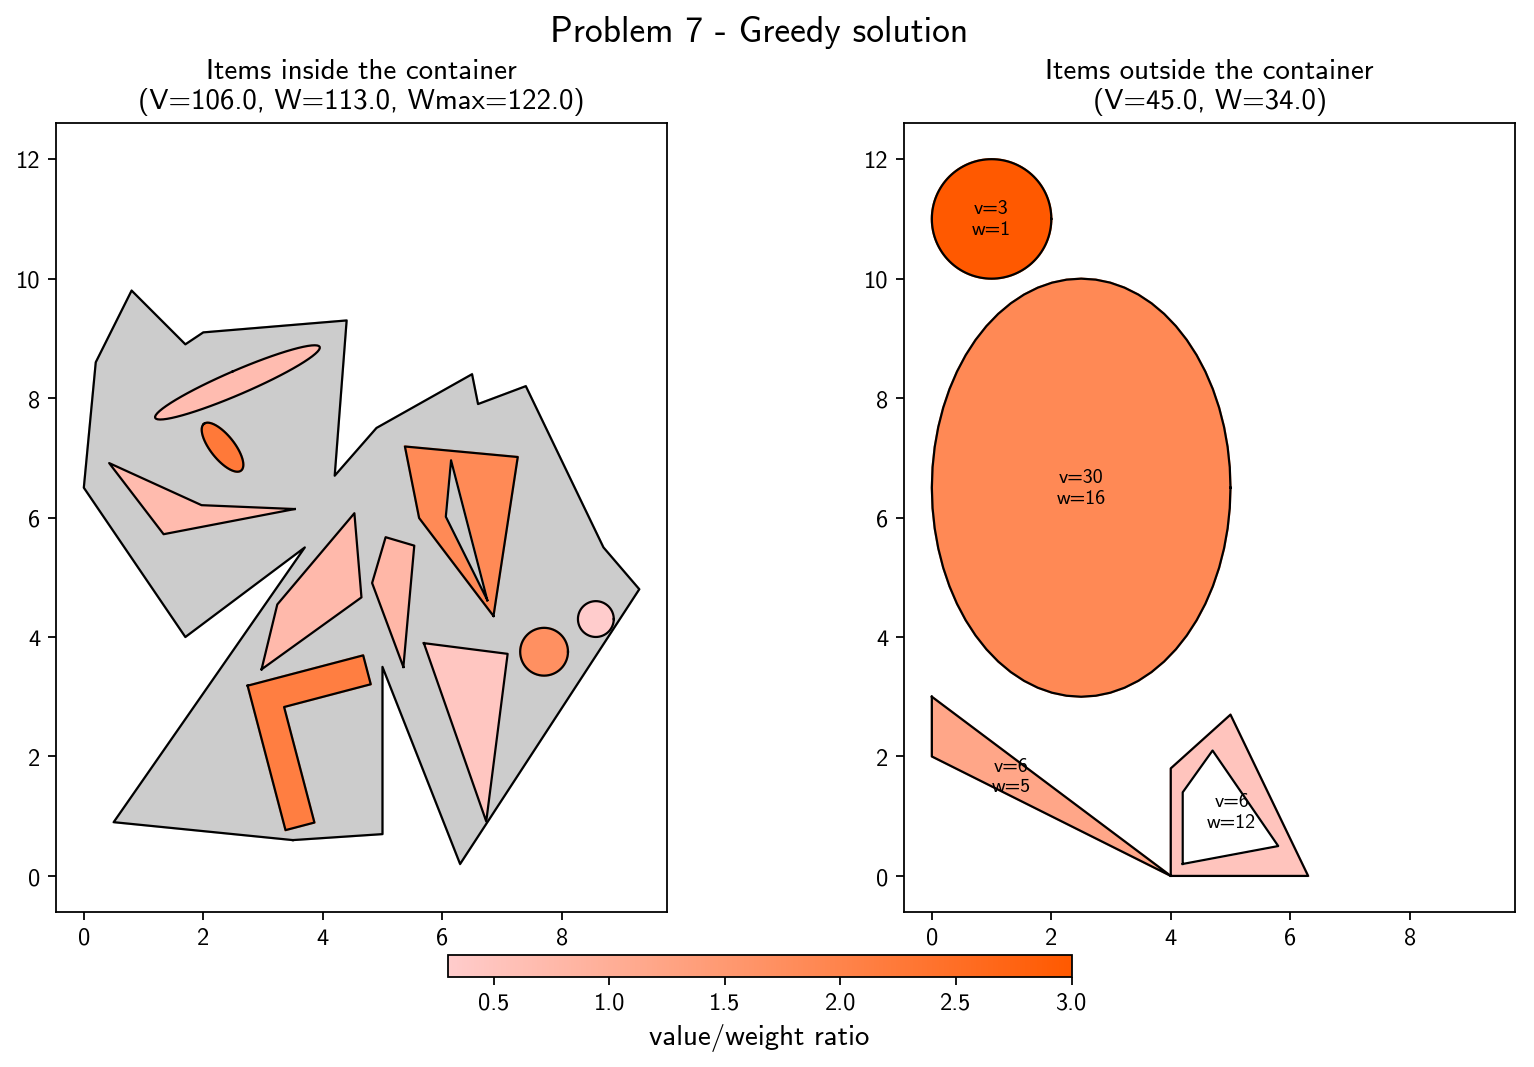 Problem 7 - Greedy solution
Items inside the container
(V=106.0, W=113.0, Wmax=122.0)
12
10
8
6
4
2
0
0 2 4 6 8
Items outside the container
(V=45.0, W=34.0)
12
10
8
6
4
2
0
v=3
w=1
v=30
w=16
v=6
w=5
v=6
w=12
0 2 4 6 8
0.5 1.0 1.5 2.0 2.5 3.0
value/weight ratio